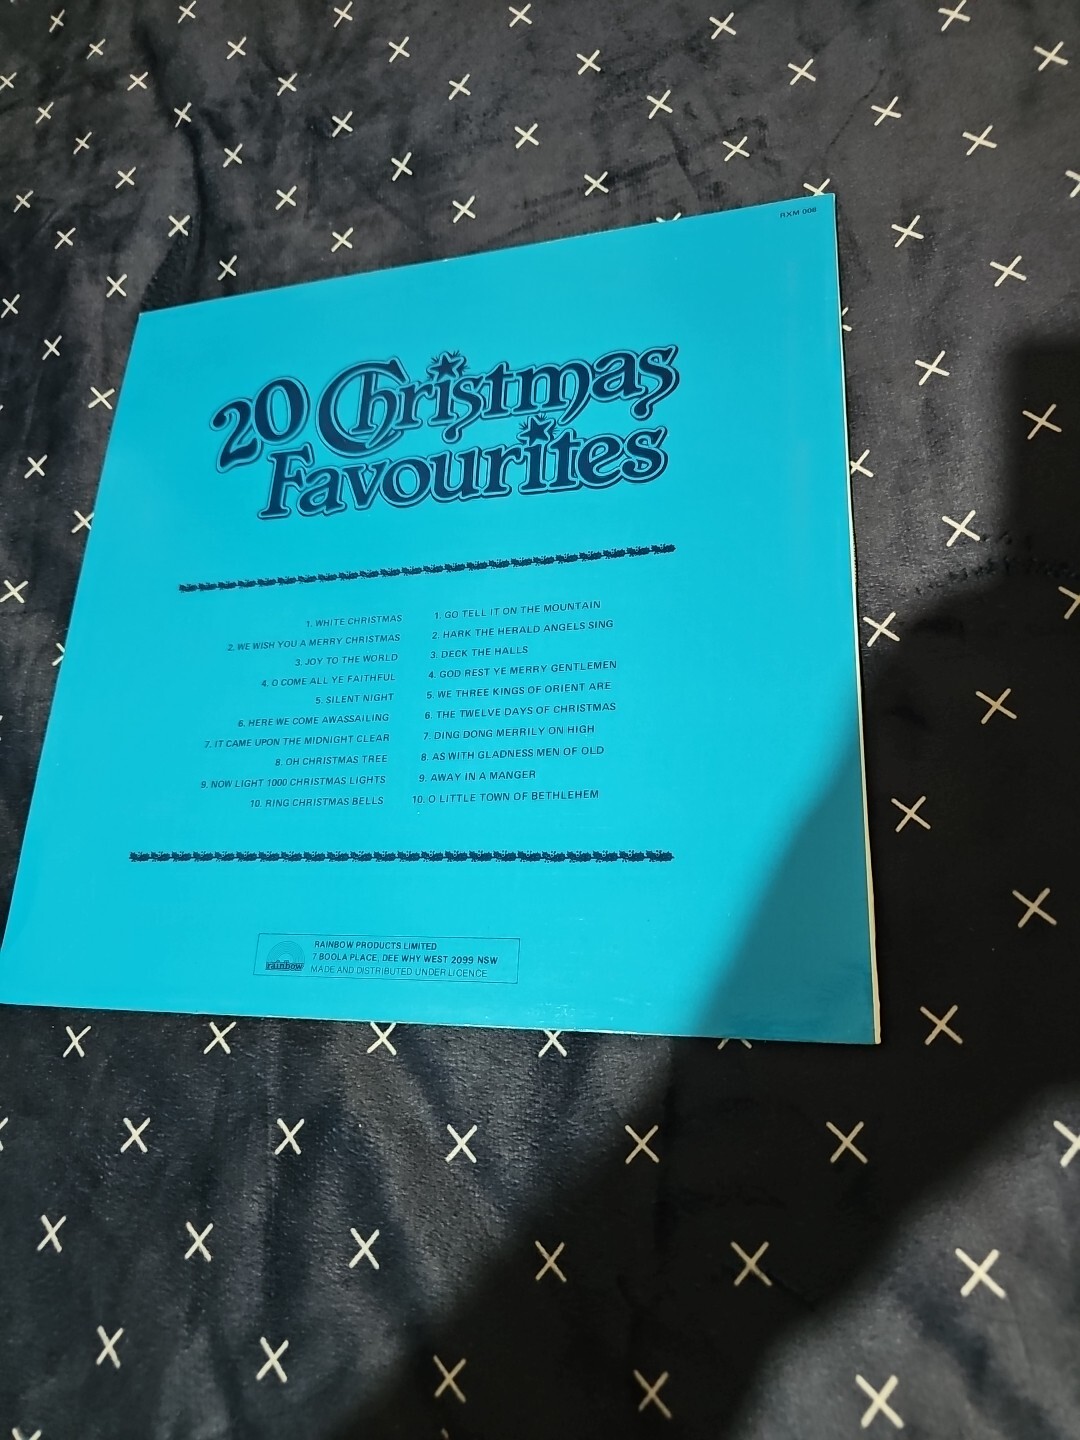 RXM 006
20 Christmas
Favourites
1. WHITE CHRISTMAS
2. WE WISH YOU A MERRY CHRISTMAS
3. JOY TO THE WORLD
4. O COME ALL YE FAITHFUL
5. SILENT NIGHT
6. HERE WE COME AWASSAILING
7. IT CAME UPON THE MIDNIGHT CLEAR
8. OH CHRISTMAS TREE
9. NOW LIGHT 1000 CHRISTMAS LIGHTS
10. RING CHRISTMAS BELLS
1. GO TELL IT ON THE MOUNTAIN
2. HARK THE HERALD ANGELS SING
3. DECK THE HALLS
4. GOD REST YE MERRY GENTLEMEN
5. WE THREE KINGS OF ORIENT ARE
6. THE TWELVE DAYS OF CHRISTMAS
7. DING DONG MERRILY ON HIGH
8. AS WITH GLADNESS MEN OF OLD
9. AWAY IN A MANGER
10. O LITTLE TOWN OF BETHLEHEM
rainbow
RAINBOW PRODUCTS LIMITED
7 BOOLA PLACE, DEE WHY WEST 2099 NSW
MADE AND DISTRIBUTED UNDER LICENCE